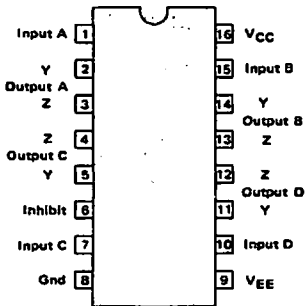 Input A 1 16 VCC
Y 2 15 Input B
Output A
Z 3 14 Y
Output B
Z 4 13 Z
Output C
Y 5 12 Z
Output D
Inhibit 6 11 Y
Input C 7 10 Input D
Gnd 8 9 VEE